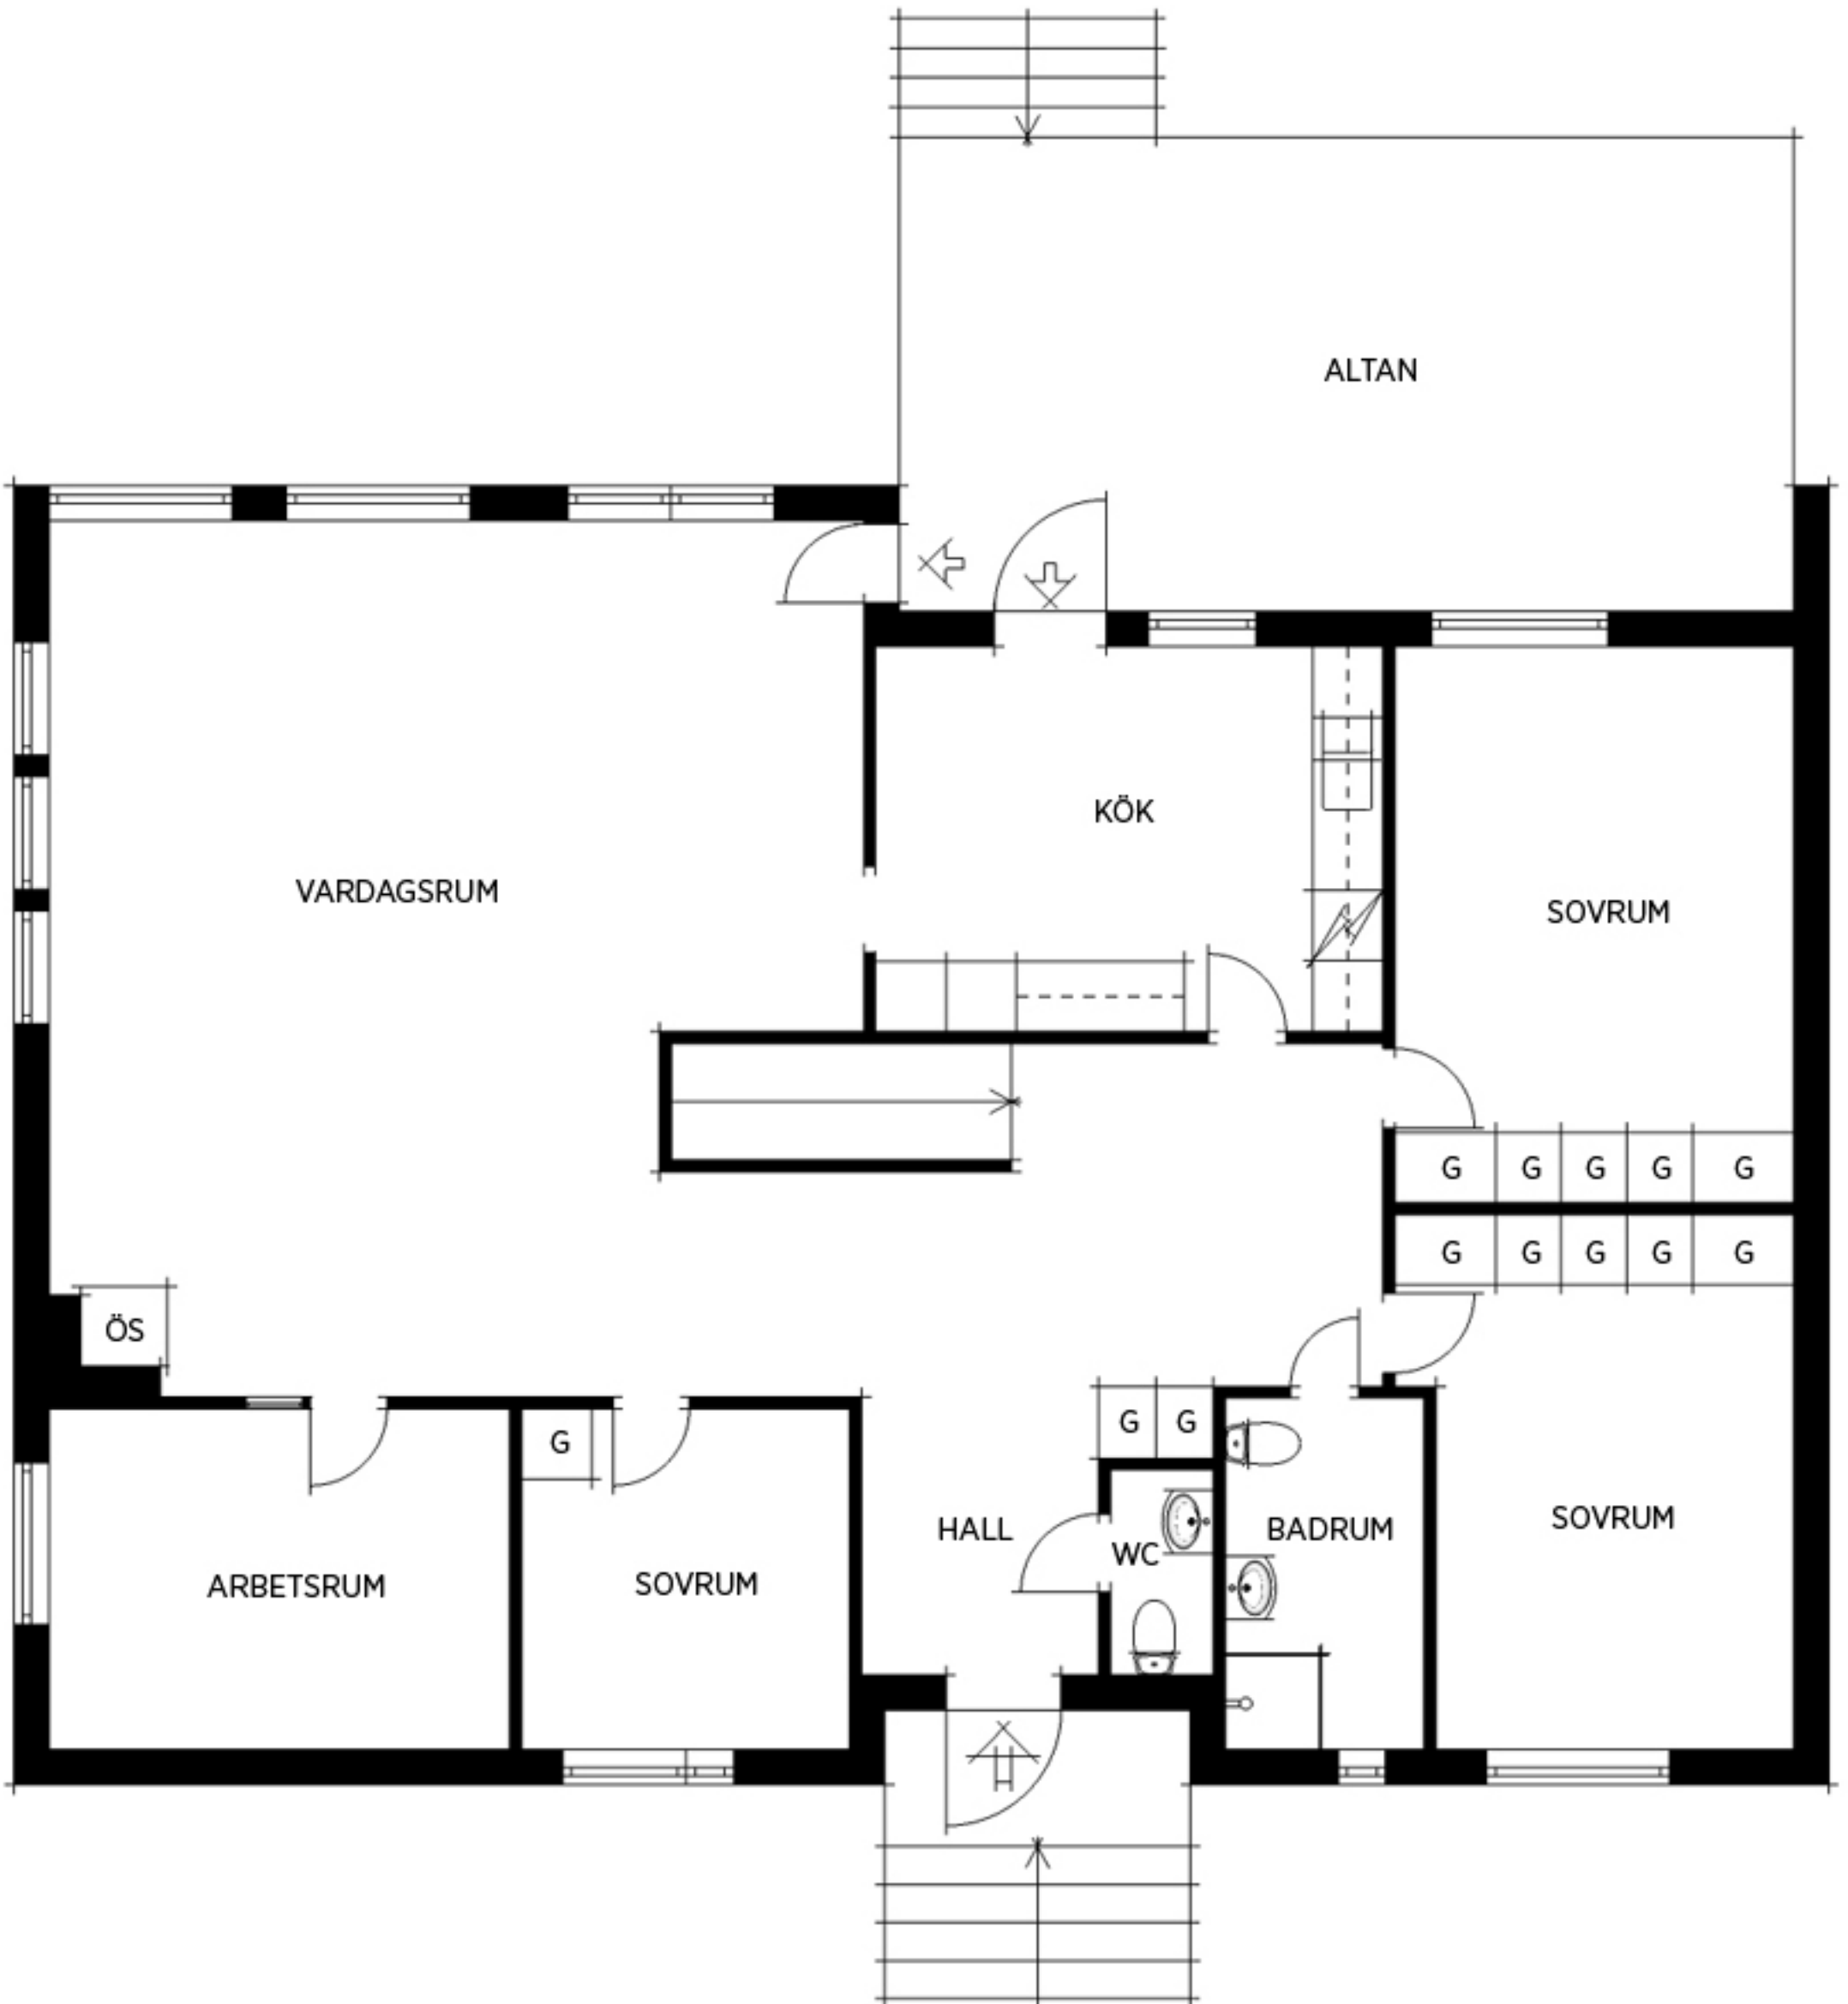 ALTAN
KÖK
VARDAGSRUM
SOVRUM
G G G G G
G G G G G
ÖS
G G
G
HALL
WC
BADRUM
SOVRUM
ARBETSRUM
SOVRUM